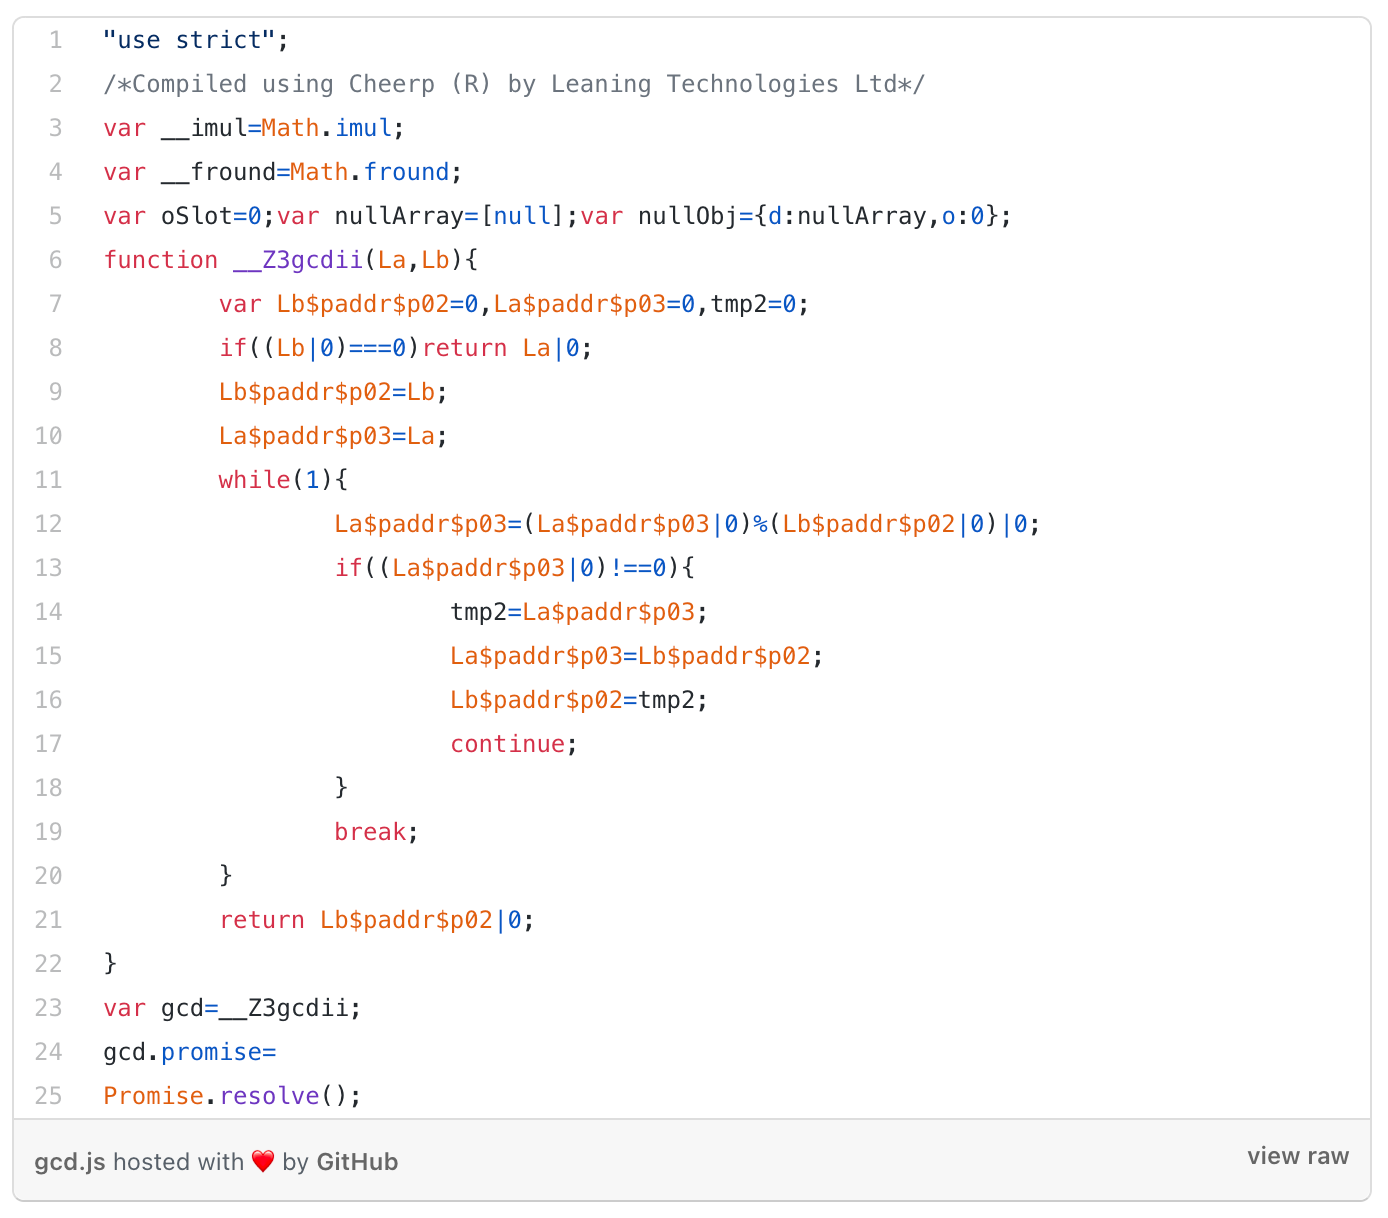 1 "use strict";
2 /*Compiled using Cheerp (R) by Leaning Technologies Ltd*/
3 var __imul=Math.imul;
4 var __fround=Math.fround;
5 var oSlot=0;var nullArray=[null];var nullObj={d:nullArray,o:0};
6 function __Z3gcdii(La,Lb){
7 var Lb$paddr$p02=0,La$paddr$p03=0,tmp2=0;
8 if((Lb|0)===0)return La|0;
9 Lb$paddr$p02=Lb;
10 La$paddr$p03=La;
11 while(1){
12 La$paddr$p03=(La$paddr$p03|0)%(Lb$paddr$p02|0)|0;
13 if((La$paddr$p03|0)!==0){
14 tmp2=La$paddr$p03;
15 La$paddr$p03=Lb$paddr$p02;
16 Lb$paddr$p02=tmp2;
17 continue;
18 }
19 break;
20 }
21 return Lb$paddr$p02|0;
22 }
23 var gcd=__Z3gcdii;
24 gcd.promise=
25 Promise.resolve();
gcd.js hosted with ❤ by GitHub
view raw